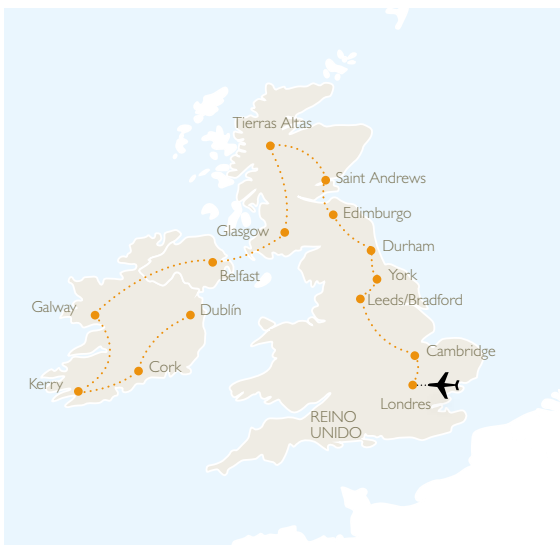 Tierras Altas
Saint Andrews
Edimburgo
Glasgow
Durham
Belfast
York
Leeds/Bradford
Galway
Dublín
Cambridge
Cork
Kerry
Londres
REINO
UNIDO